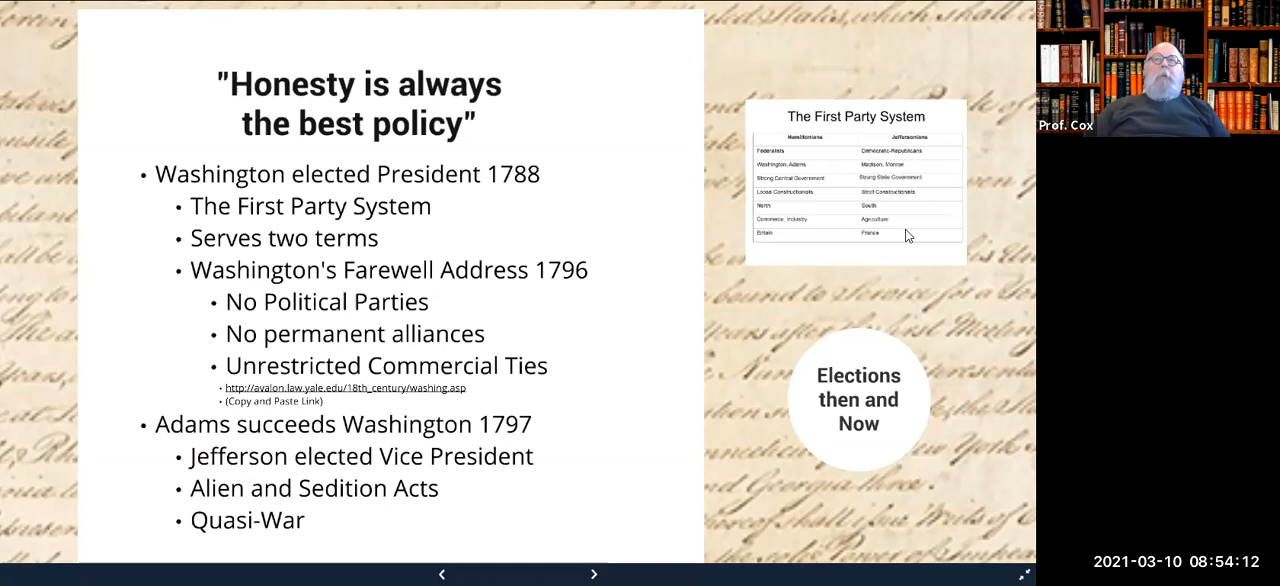 "Honesty is always
the best policy"
• Washington elected President 1788
• The First Party System
• Serves two terms
• Washington's Farewell Address 1796
• No Political Parties
• No permanent alliances
• Unrestricted Commercial Ties
• http://avalon.law.yale.edu/18th_century/washing.asp
• (Copy and Paste Link)
• Adams succeeds Washington 1797
• Jefferson elected Vice President
• Alien and Sedition Acts
• Quasi-War
The First Party System
Hamiltonians Jeffersonians
Federalists Democratic-Republicans
Washington, Adams Madison, Monroe
Strong Central Government Strong State Government
Loose Constructionists Strict Constructionists
North South
Commerce, Industry Agriculture
Britain France
Elections
then and
Now
Prof. Cox
2021-03-10 08:54:12